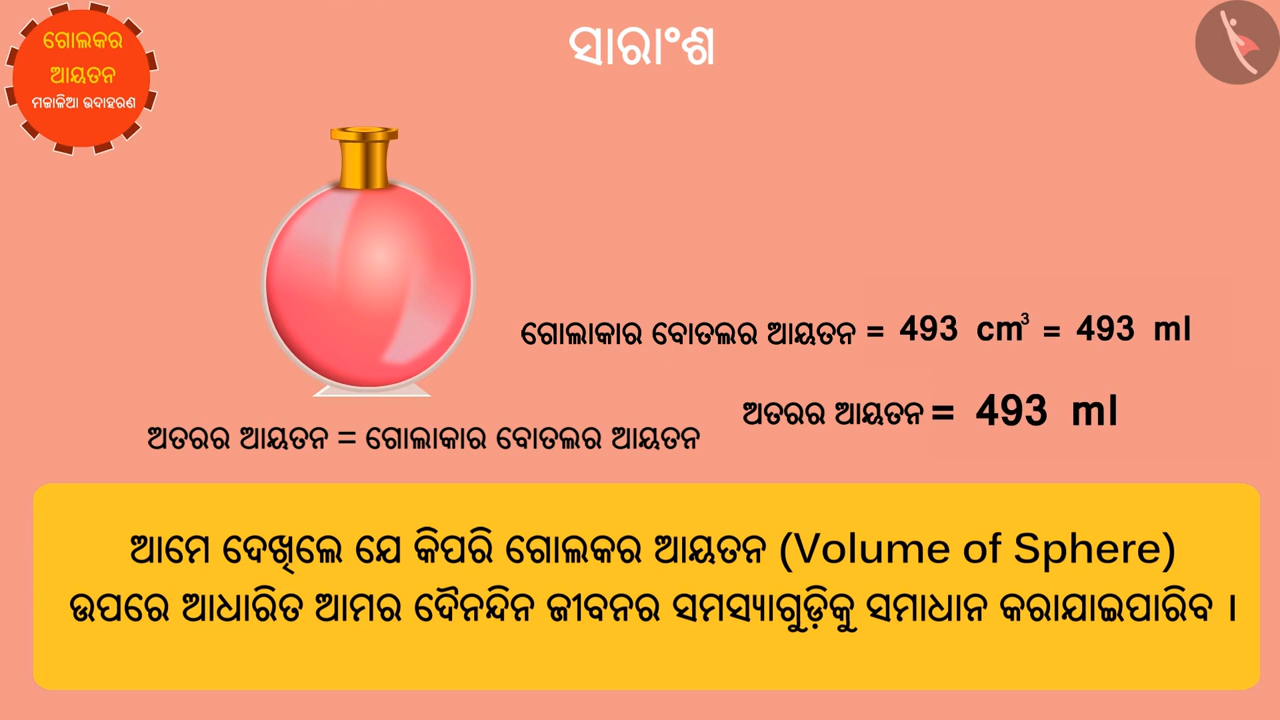 ଗୋଲକର
ଆୟତନ
ମଜାଳିଆ ଉଦାହରଣ
ସାରାଂଶ
ଗୋଲାକାର ବୋତଲର ଆୟତନ = 493 cm³ = 493 ml
ଅତରର ଆୟତନ = 493 ml
ଅତରର ଆୟତନ = ଗୋଲାକାର ବୋତଲର ଆୟତନ
ଆମେ ଦେଖିଲେ ଯେ କିପରି ଗୋଲକର ଆୟତନ (Volume of Sphere)
ଉପରେ ଆଧାରିତ ଆମର ଦୈନନ୍ଦିନ ଜୀବନର ସମସ୍ୟାଗୁଡ଼ିକୁ ସମାଧାନ କରାଯାଇପାରିବ ।